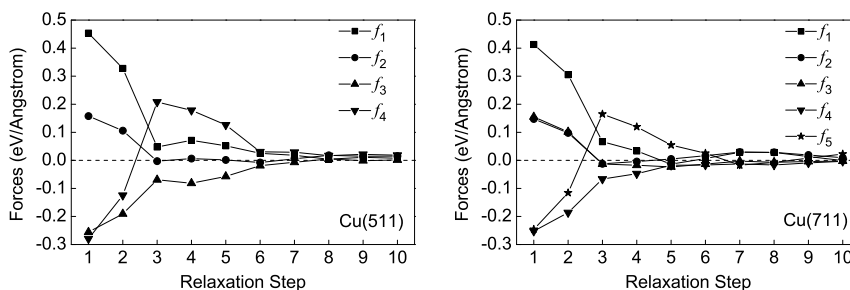 0.5
0.4
0.3
0.2
0.1
0.0
-0.1
-0.2
-0.3
Forces (eV/Angstrom)
f1
f2
f3
f4
Cu(511)
1 2 3 4 5 6 7 8 9 10
Relaxation Step
0.5
0.4
0.3
0.2
0.1
0.0
-0.1
-0.2
-0.3
Forces (eV/Angstrom)
f1
f2
f3
f4
f5
Cu(711)
1 2 3 4 5 6 7 8 9 10
Relaxation Step